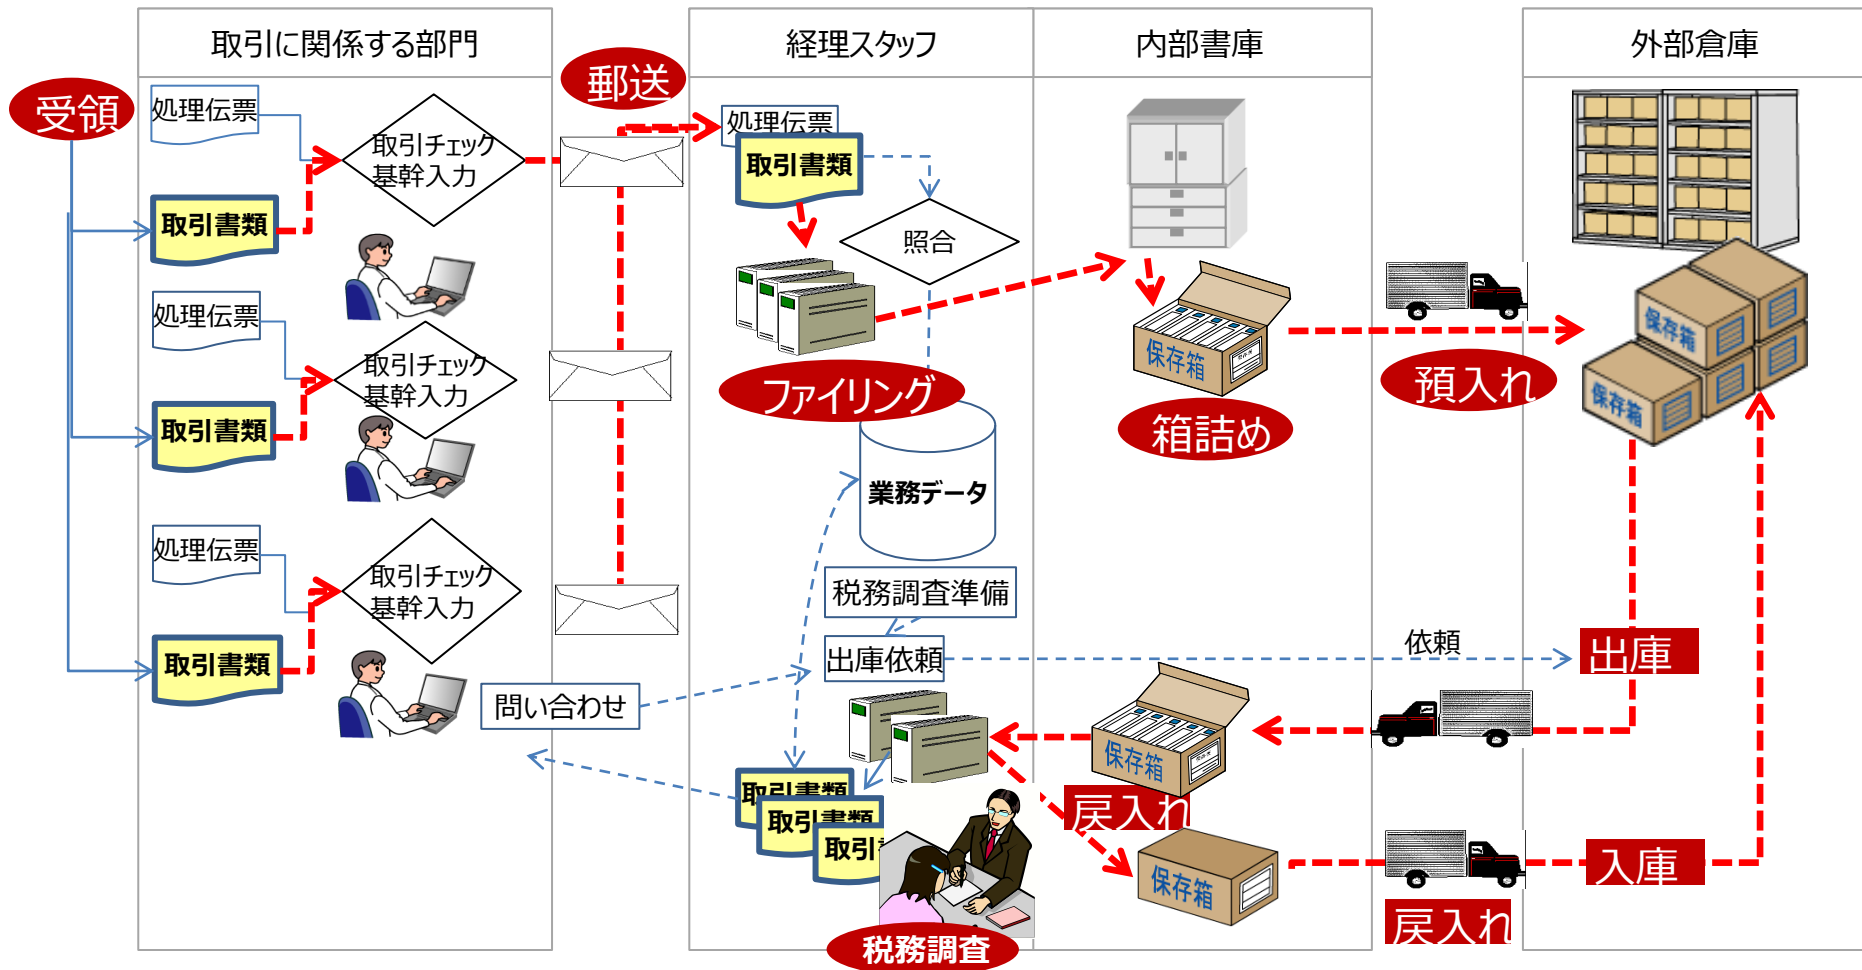 取引に関係する部門
経理スタッフ
内部書庫
外部倉庫
受領
郵送
処理伝票
取引チェック
基幹入力
取引書類
処理伝票
取引チェック
基幹入力
取引書類
処理伝票
取引チェック
基幹入力
取引書類
問い合わせ
処理伝票
取引書類
照合
ファイリング
業務データ
税務調査準備
出庫依頼
取引書類
取引書類
取引
税務調査
保存箱
箱詰め
預入れ
保存箱
保存箱
依頼
出庫
保存箱
戻入れ
保存箱
戻入れ
入庫